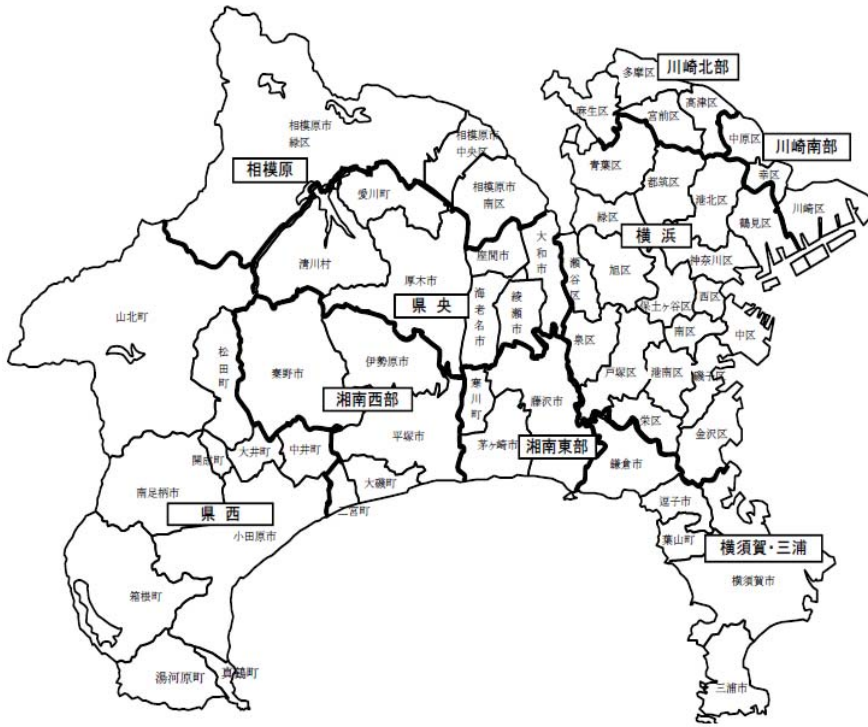 多摩区
川崎北部
麻生区
宮前区
高津区
中原区
川崎南部
相模原市
緑区
相模原市
中央区
相模原
愛川町
相模原市
南区
青葉区
都筑区
港北区
幸区
川崎区
鶴見区
緑区
横浜
神奈川区
清川村
厚木市
座間市
大和市
瀬谷区
旭区
保土ヶ谷区
西区
県央
海老名市
綾瀬市
南区
中区
山北町
松田町
秦野市
伊勢原市
泉区
戸塚区
港南区
磯子区
湘南西部
寒川町
藤沢市
栄区
金沢区
平塚市
茅ヶ崎市
湘南東部
鎌倉市
開成町
大井町
中井町
大磯町
二宮町
南足柄市
県西
小田原市
逗子市
葉山町
横須賀・三浦
横須賀市
箱根町
湯河原町
真鶴町
三浦市